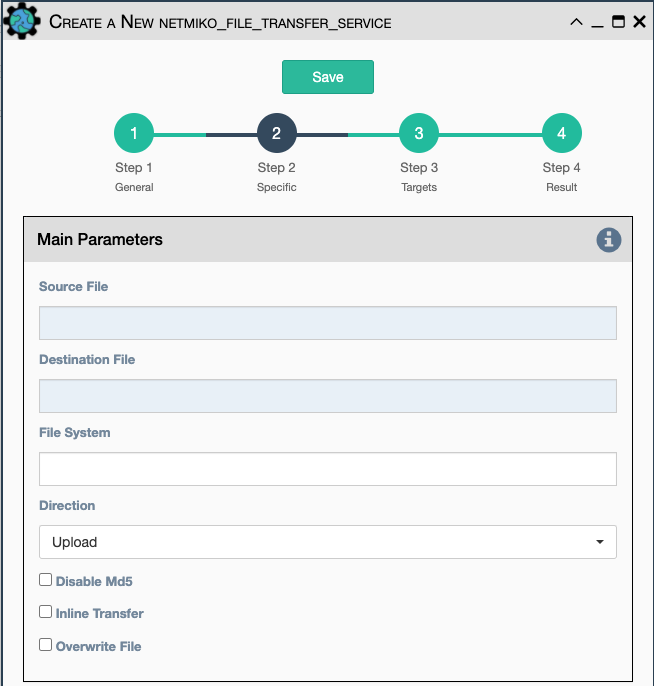 Create a New netmiko_file_transfer_service
Save
1 2 3 4
Step 1 Step 2 Step 3 Step 4
General Specific Targets Result
Main Parameters
Source File
Destination File
File System
Direction
Upload
Disable Md5
Inline Transfer
Overwrite File